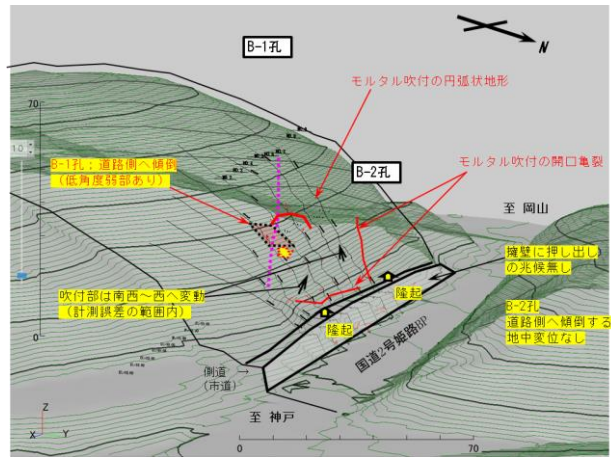 B-1孔
N
モルタル吹付の円弧状地形
70
10
B-1孔；道路側へ傾倒
（低角度弱部あり）
モルタル吹付の開口亀裂
B-2孔
至 岡山
擁壁に押し出し
の兆候無し
吹付部は南西～西へ変動
（計測誤差の範囲内）
隆起
隆起
B-2孔
道路側へ傾倒する
地中変位なし
0
国道2号姫路BP
側道→
（市道）
至 神戸
Z
X
Y
0
70